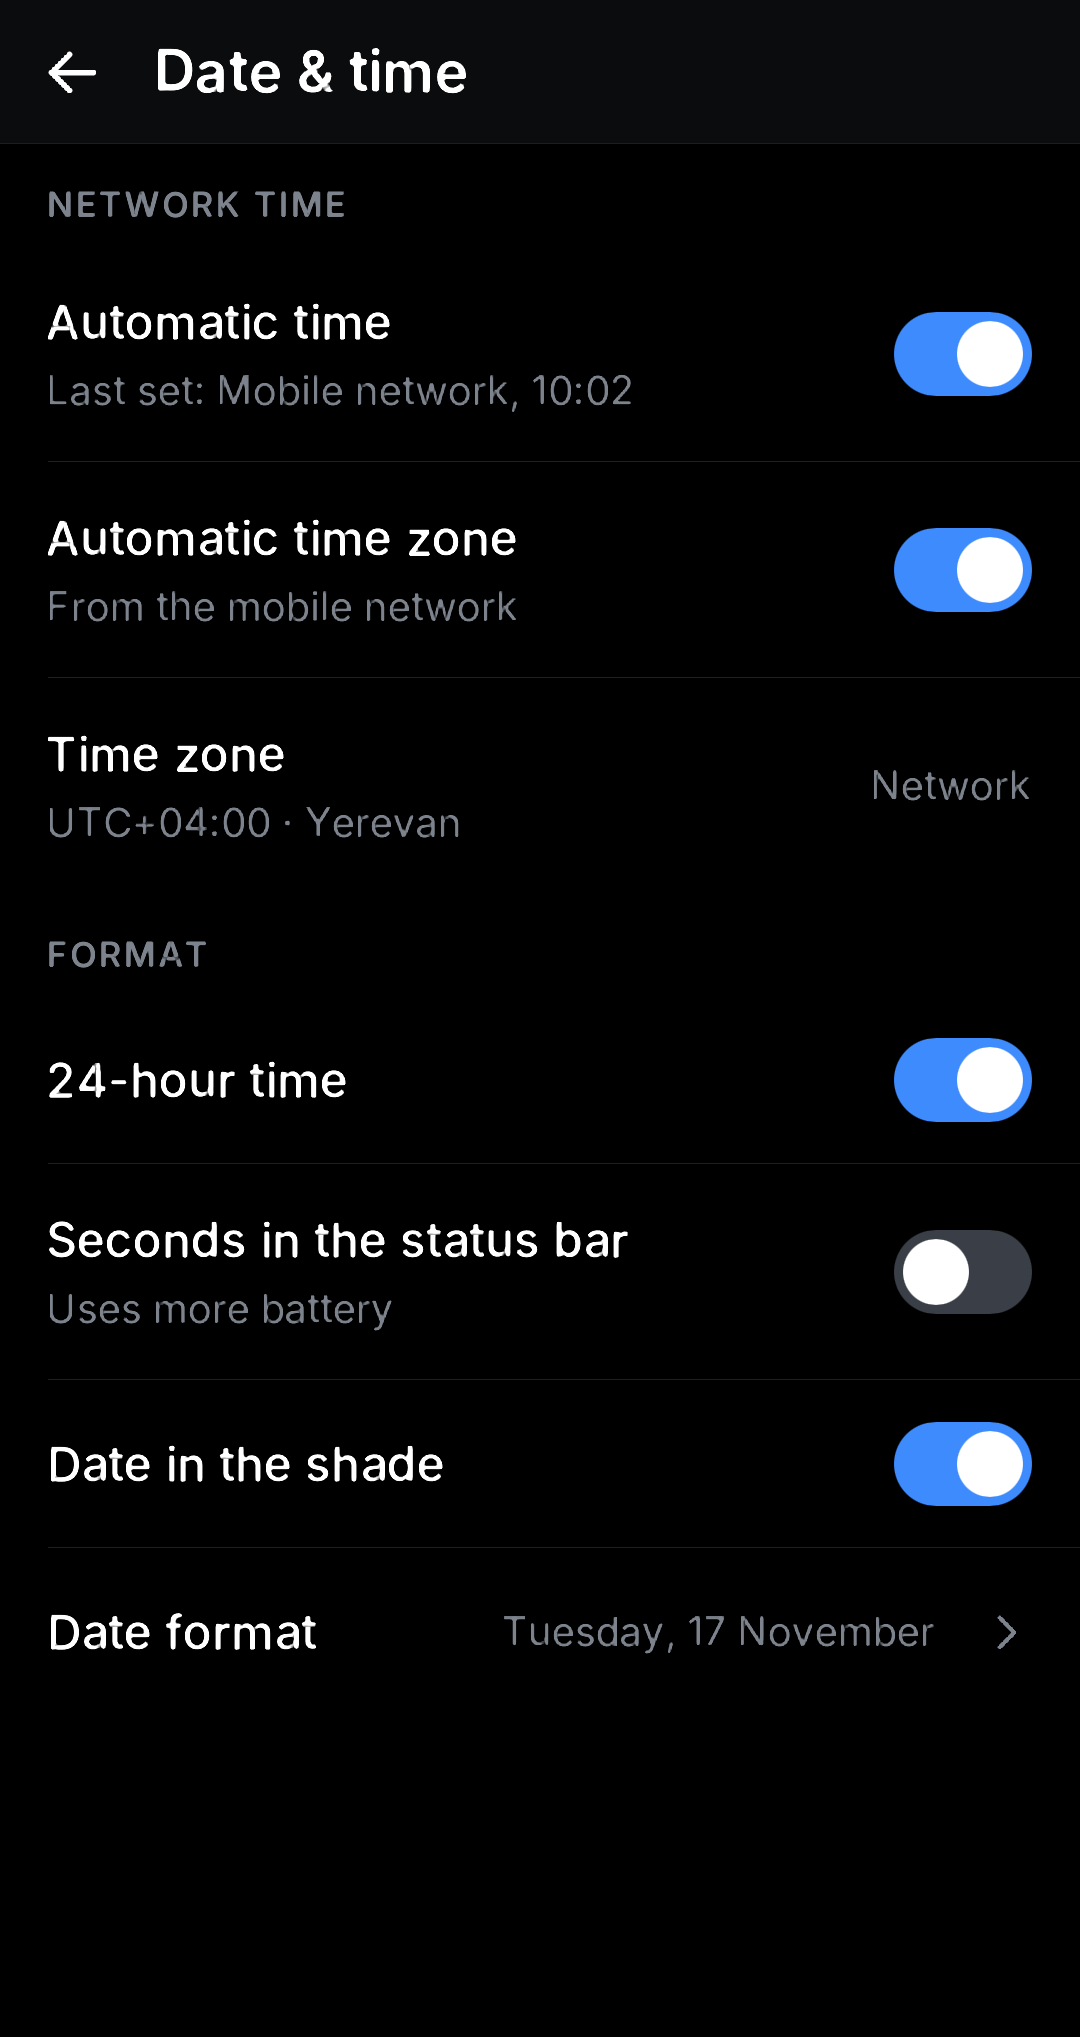 Date & time
NETWORK TIME
Automatic time
Last set: Mobile network, 10:02
Automatic time zone
From the mobile network
Time zone
UTC+04:00 · Yerevan
Network
FORMAT
24-hour time
Seconds in the status bar
Uses more battery
Date in the shade
Date format
Tuesday, 17 November